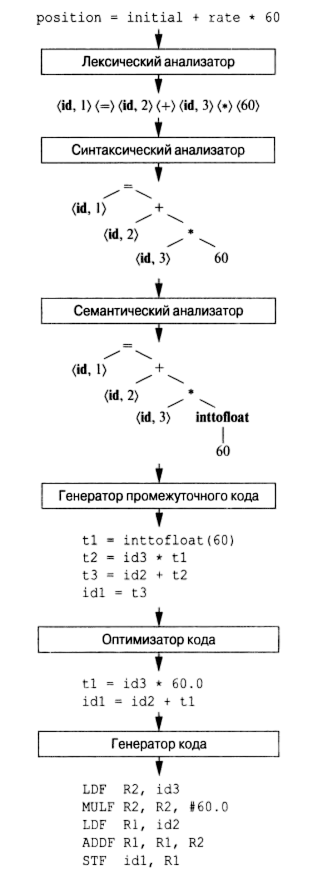 position = initial + rate * 60
Лексический анализатор
⟨id, 1⟩ ⟨=⟩ ⟨id, 2⟩ ⟨+⟩ ⟨id, 3⟩ ⟨*⟩ ⟨60⟩
Синтаксический анализатор
=
⟨id, 1⟩ +
⟨id, 2⟩ *
⟨id, 3⟩ 60
Семантический анализатор
=
⟨id, 1⟩ +
⟨id, 2⟩ *
⟨id, 3⟩ inttofloat
60
Генератор промежуточного кода
t1 = inttofloat(60)
t2 = id3 * t1
t3 = id2 + t2
id1 = t3
Оптимизатор кода
t1 = id3 * 60.0
id1 = id2 + t1
Генератор кода
LDF R2, id3
MULF R2, R2, #60.0
LDF R1, id2
ADDF R1, R1, R2
STF id1, R1